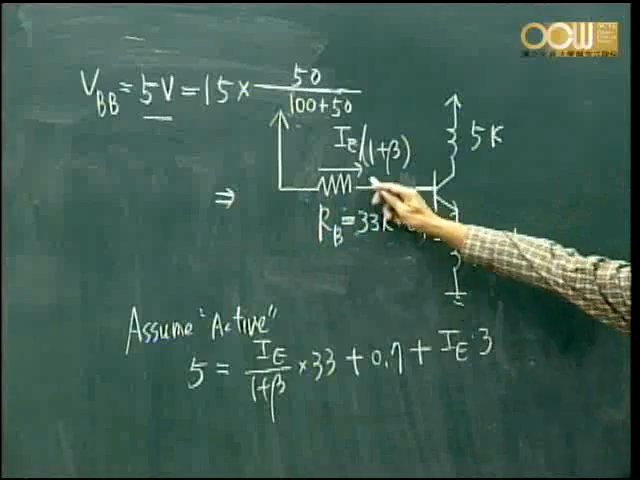 V_BB = 5V = 15 × 50/(100+50)
I_E/(1+β)
5K
⇒
R_B = 33K
Assume "Active"
5 = I_E/(1+β) × 33 + 0.7 + I_E · 3
OCW